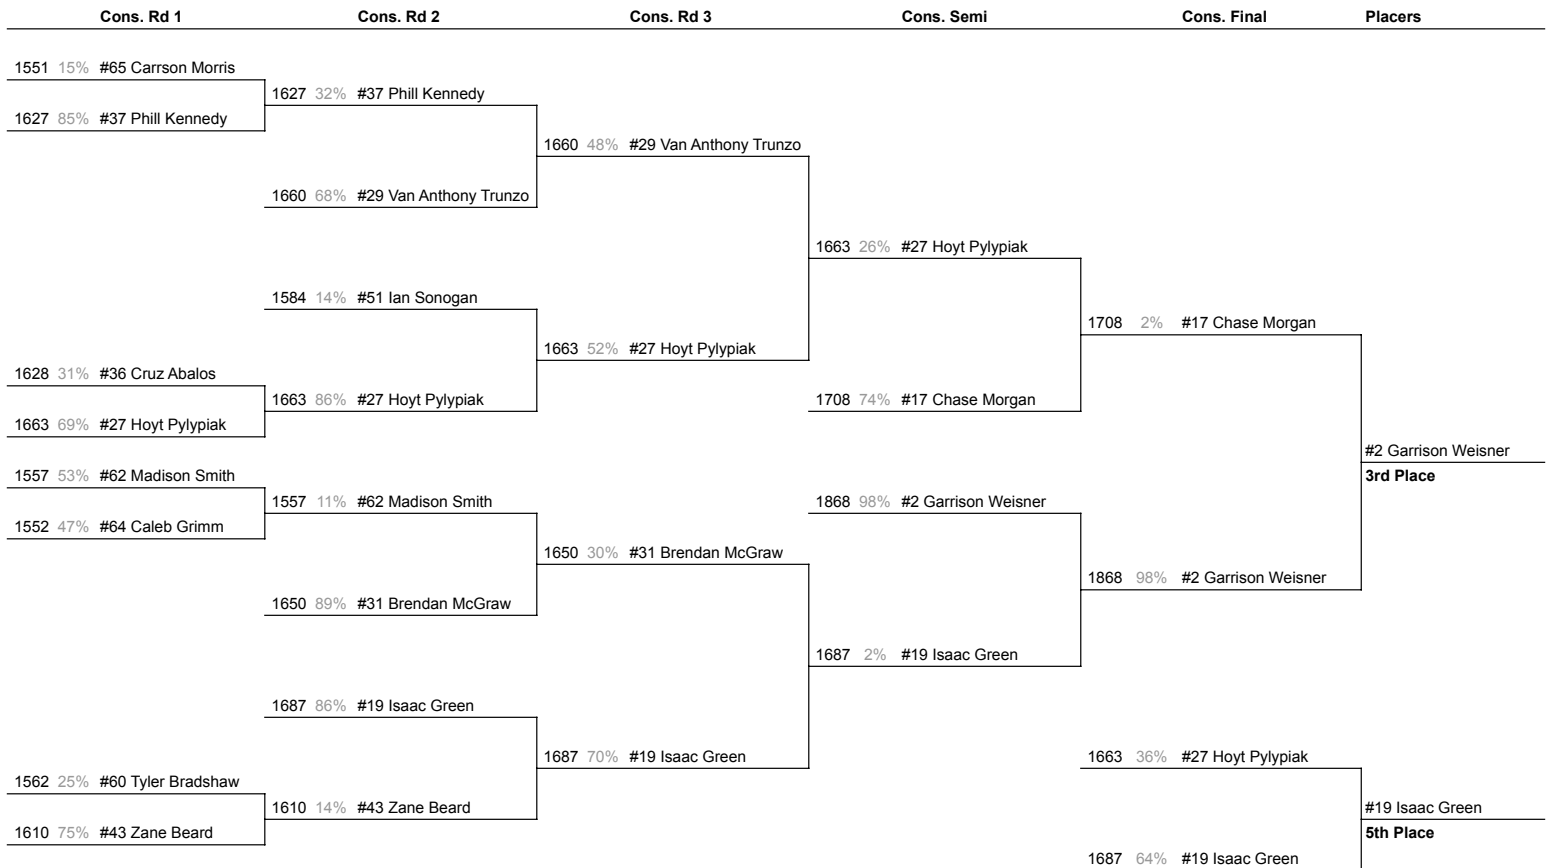 Cons. Rd 1 Cons. Rd 2 Cons. Rd 3 Cons. Semi Cons. Final Placers
1551 15% #65 Carrson Morris
1627 32% #37 Phill Kennedy
1627 85% #37 Phill Kennedy
1660 48% #29 Van Anthony Trunzo
1660 68% #29 Van Anthony Trunzo
1663 26% #27 Hoyt Pylypiak
1584 14% #51 Ian Sonogan
1708 2% #17 Chase Morgan
1663 52% #27 Hoyt Pylypiak
1628 31% #36 Cruz Abalos
1663 86% #27 Hoyt Pylypiak 1708 74% #17 Chase Morgan
1663 69% #27 Hoyt Pylypiak
#2 Garrison Weisner
1557 53% #62 Madison Smith 3rd Place
1557 11% #62 Madison Smith 1868 98% #2 Garrison Weisner
1552 47% #64 Caleb Grimm
1650 30% #31 Brendan McGraw
1868 98% #2 Garrison Weisner
1650 89% #31 Brendan McGraw
1687 2% #19 Isaac Green
1687 86% #19 Isaac Green
1687 70% #19 Isaac Green 1663 36% #27 Hoyt Pylypiak
1562 25% #60 Tyler Bradshaw
1610 14% #43 Zane Beard #19 Isaac Green
1610 75% #43 Zane Beard 5th Place
1687 64% #19 Isaac Green